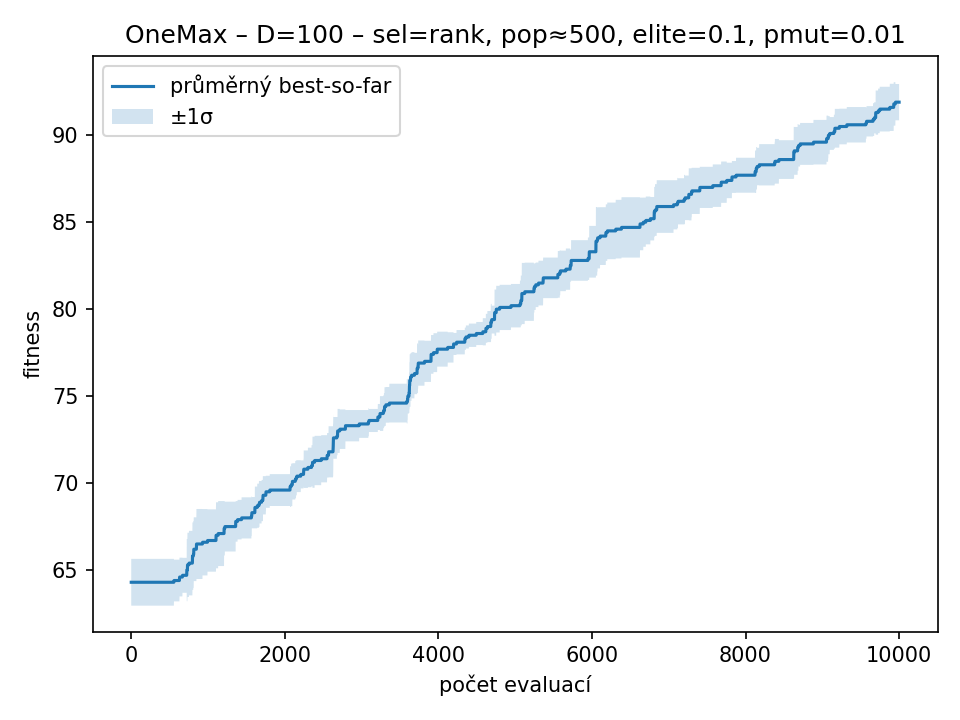 OneMax – D=100 – sel=rank, pop≈500, elite=0.1, pmut=0.01
průměrný best-so-far
±1σ
90
85
80
75
70
65
fitness
0 2000 4000 6000 8000 10000
počet evaluací